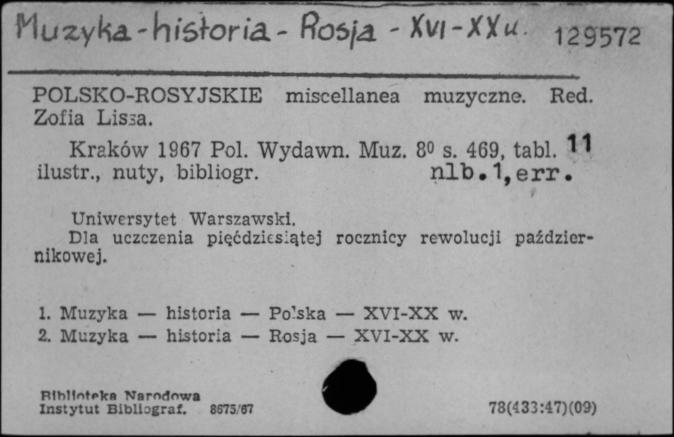 Muzyka - historia - Rosja - XVI-XX w. 129572
POLSKO-ROSYJSKIE miscellanea muzyczne. Red.
Zofia Lissa.
Kraków 1967 Pol. Wydawn. Muz. 8⁰ s. 469, tabl. 11
ilustr., nuty, bibliogr. nlb.1,err.
Uniwersytet Warszawski.
Dla uczczenia pięćdziesiątej rocznicy rewolucji paździer-
nikowej.
1. Muzyka — historia — Polska — XVI-XX w.
2. Muzyka — historia — Rosja — XVI-XX w.
Biblioteka Narodowa
Instytut Bibliograf. 8675/67 78(433:47)(09)